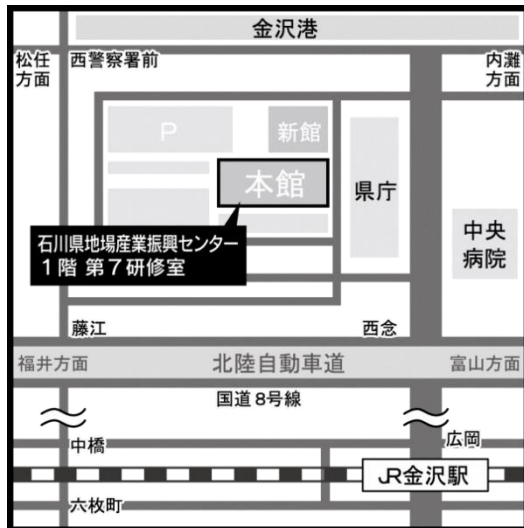 金沢港
松任
方面
西警察署前
内灘
方面
P
新館
本館
県庁
中央
病院
石川県地場産業振興センター
1階 第7研修室
藤江
西念
福井方面
北陸自動車道
富山方面
国道8号線
中橋
広岡
JR金沢駅
六枚町